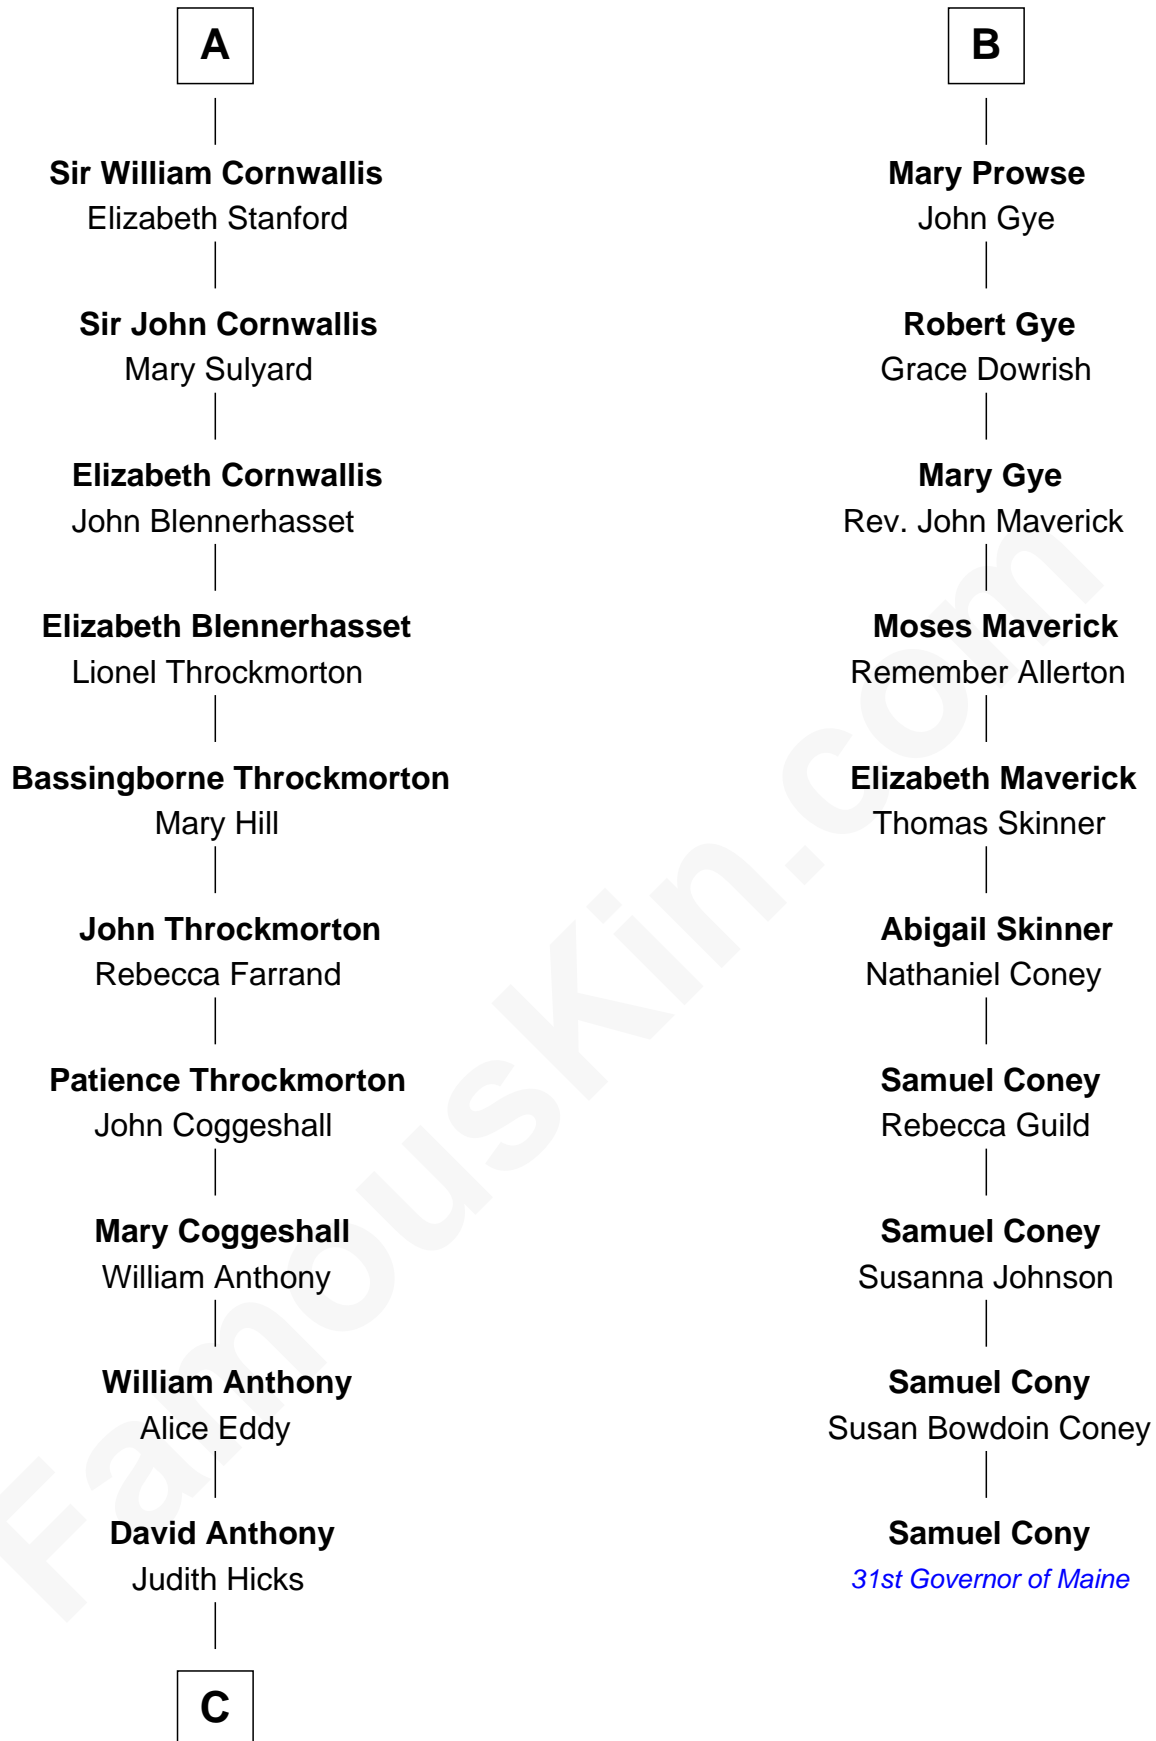 A
Sir William Cornwallis
Elizabeth Stanford
Sir John Cornwallis
Mary Sulyard
Elizabeth Cornwallis
John Blennerhasset
Elizabeth Blennerhasset
Lionel Throckmorton
Bassingborne Throckmorton
Mary Hill
John Throckmorton
Rebecca Farrand
Patience Throckmorton
John Coggeshall
Mary Coggeshall
William Anthony
William Anthony
Alice Eddy
David Anthony
Judith Hicks
C
B
Mary Prowse
John Gye
Robert Gye
Grace Dowrish
Mary Gye
Rev. John Maverick
Moses Maverick
Remember Allerton
Elizabeth Maverick
Thomas Skinner
Abigail Skinner
Nathaniel Coney
Samuel Coney
Rebecca Guild
Samuel Coney
Susanna Johnson
Samuel Cony
Susan Bowdoin Coney
Samuel Cony
31st Governor of Maine
FamousKin.com